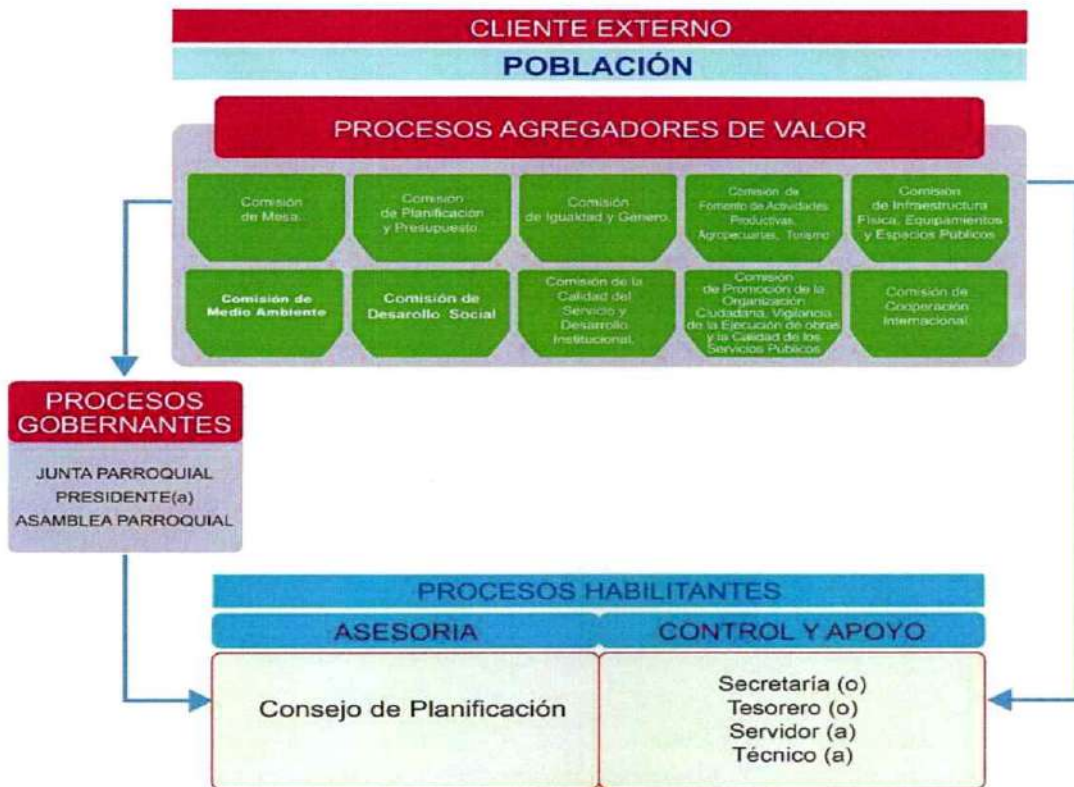 CLIENTE EXTERNO
POBLACIÓN
PROCESOS AGREGADORES DE VALOR
Comisión
de Mesa.
Comisión
de Planificación
y Presupuesto.
Comisión
de Igualdad y Género.
Comisión de
Fomento de Actividades
Productivas,
Agropecuarias, Turismo
Comisión
de Infraestructura
Física, Equipamientos
y Espacios Públicos
Comisión de
Medio Ambiente
Comisión de
Desarollo Social
Comisión de la
Calidad del
Servicio y
Desarrollo
Institucional.
Comisión
de Promoción de la
Organización
Ciudadana, Vigilancia
de la Ejecución de obras
y la Calidad de los
Servicios Públicos
Comisión de
Cooperación
Internacional.
PROCESOS
GOBERNANTES
JUNTA PARROQUIAL
PRESIDENTE(a)
ASAMBLEA PARROQUIAL
PROCESOS HABILITANTES
ASESORIA
CONTROL Y APOYO
Consejo de Planificación
Secretaría (o)
Tesorero (o)
Servidor (a)
Técnico (a)